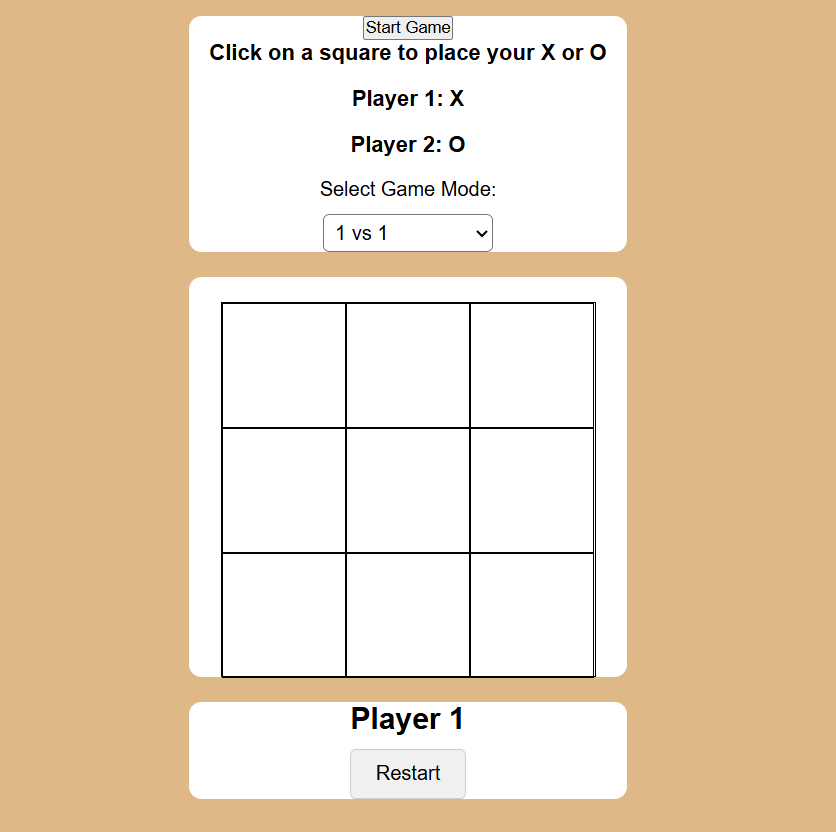 Start Game
Click on a square to place your X or O
Player 1: X
Player 2: O
Select Game Mode:
1 vs 1
Player 1
Restart